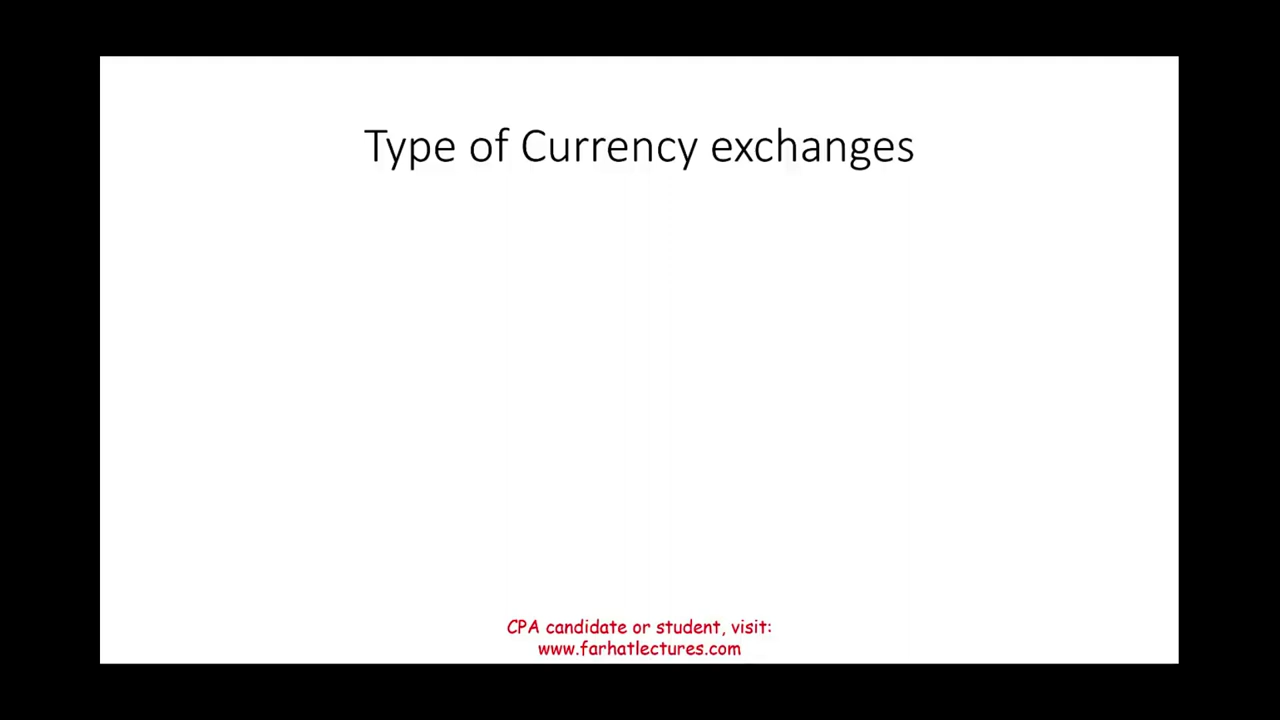 Type of Currency exchanges
CPA candidate or student, visit:
www.farhatlectures.com